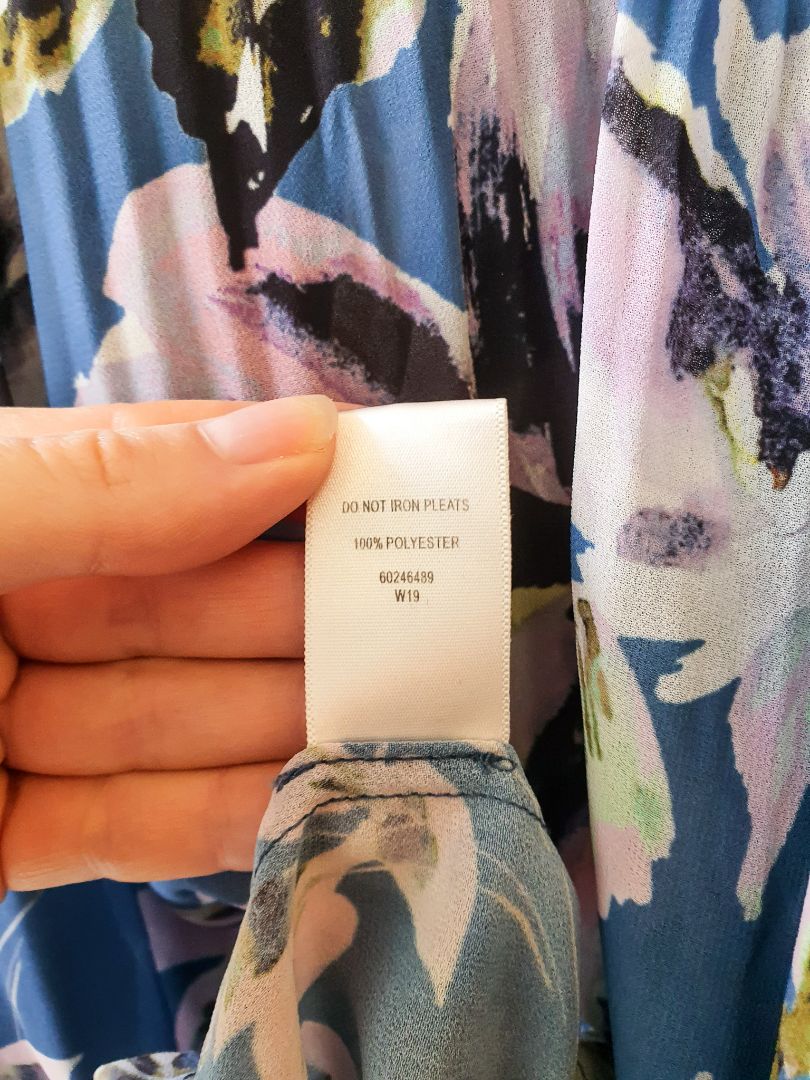 DO NOT IRON PLEATS
100% POLYESTER
60246489
W19